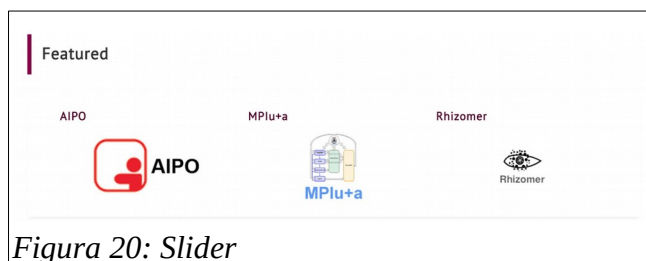 Featured
AIPO MPlu+a Rhizomer
AIPO
MPlu+a
Rhizomer
Figura 20: Slider